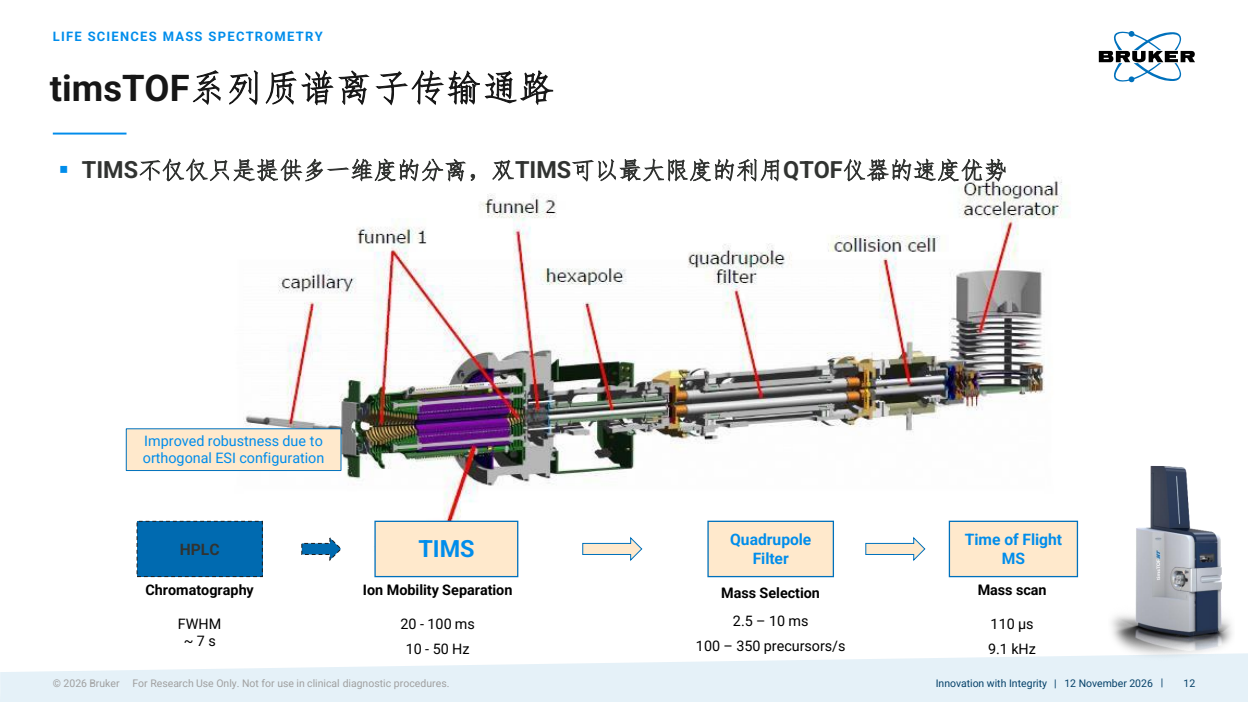 LIFE SCIENCES MASS SPECTROMETRY
BRUKER
timsTOF系列质谱离子传输通路
TIMS不仅仅只是提供多一维度的分离，双TIMS可以最大限度的利用QTOF仪器的速度优势
Orthogonal
accelerator
funnel 2
funnel 1
collision cell
quadrupole
filter
hexapole
capillary
Improved robustness due to
orthogonal ESI configuration
HPLC
TIMS
Quadrupole
Filter
Time of Flight
MS
Chromatography
Ion Mobility Separation
Mass Selection
Mass scan
FWHM
~ 7 s
20 - 100 ms
10 - 50 Hz
2.5 – 10 ms
100 – 350 precursors/s
110 µs
9.1 kHz
© 2026 Bruker For Research Use Only. Not for use in clinical diagnostic procedures.
Innovation with Integrity | 12 November 2026 | 12